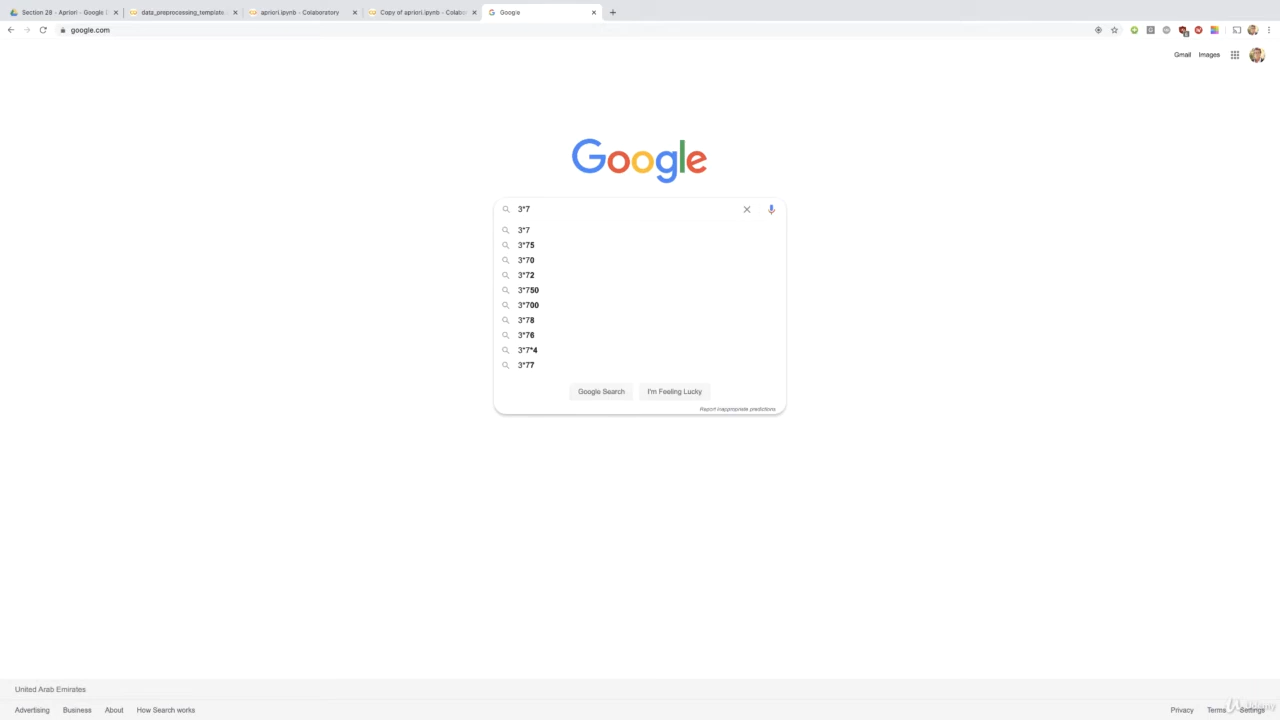 Section 28 - Apriori - Google
data_preprocessing_template
apriori.ipynb - Colaboratory
Copy of apriori.ipynb - Colab
Google
google.com
Gmail
Images
Google
3*7
3*7
3*75
3*70
3*72
3*750
3*700
3*78
3*76
3*7*4
3*77
Google Search
I'm Feeling Lucky
Report inappropriate predictions
United Arab Emirates
Advertising
Business
About
How Search works
Privacy
Terms
Settings
Udemy